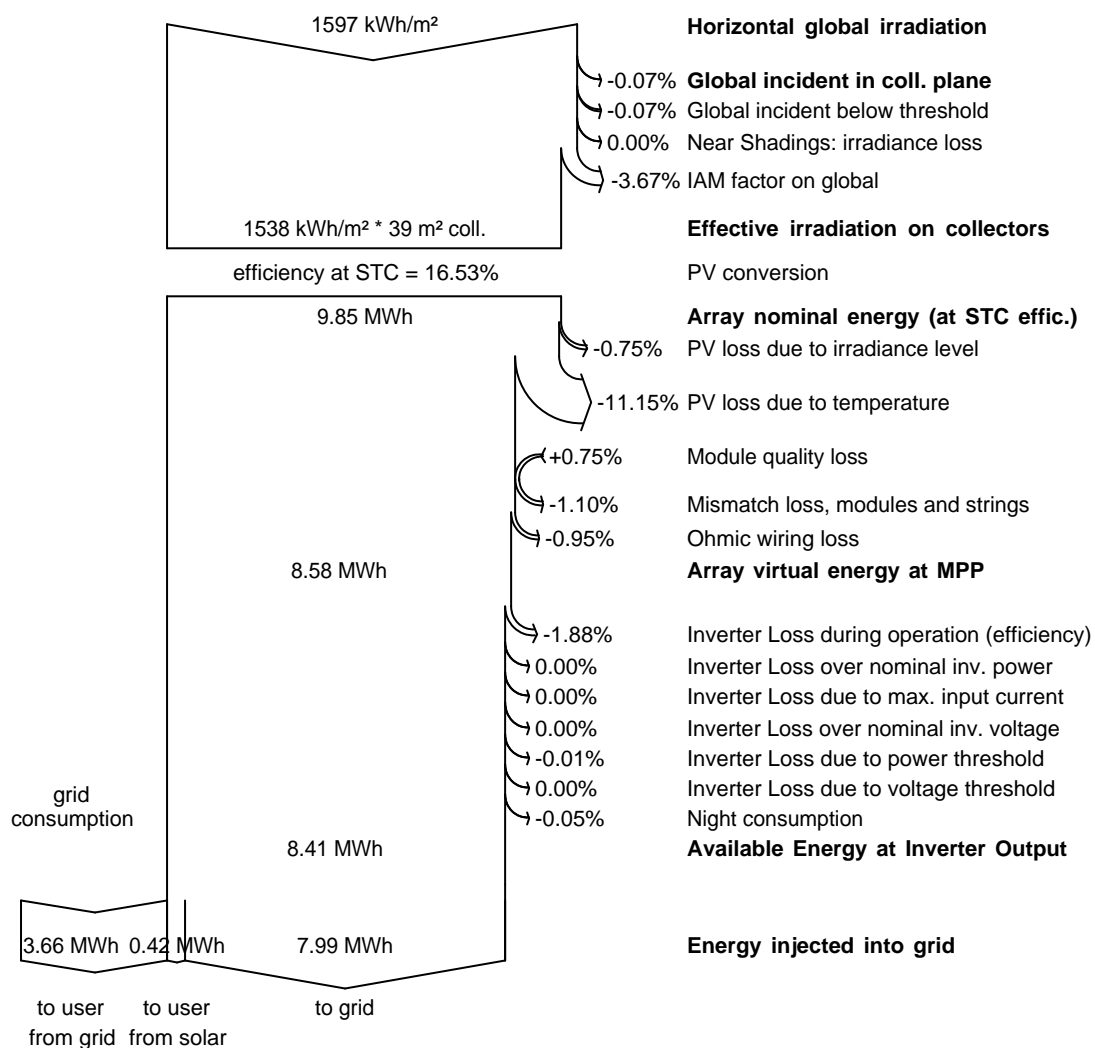 1597 kWh/m² Horizontal global irradiation
-0.07% Global incident in coll. plane
-0.07% Global incident below threshold
0.00% Near Shadings: irradiance loss
-3.67% IAM factor on global
1538 kWh/m² * 39 m² coll. Effective irradiation on collectors
efficiency at STC = 16.53% PV conversion
9.85 MWh Array nominal energy (at STC effic.)
-0.75% PV loss due to irradiance level
-11.15% PV loss due to temperature
+0.75% Module quality loss
-1.10% Mismatch loss, modules and strings
-0.95% Ohmic wiring loss
8.58 MWh Array virtual energy at MPP
-1.88% Inverter Loss during operation (efficiency)
0.00% Inverter Loss over nominal inv. power
0.00% Inverter Loss due to max. input current
0.00% Inverter Loss over nominal inv. voltage
-0.01% Inverter Loss due to power threshold
0.00% Inverter Loss due to voltage threshold
-0.05% Night consumption
grid
consumption
8.41 MWh Available Energy at Inverter Output
3.66 MWh 0.42 MWh 7.99 MWh Energy injected into grid
to user to user to grid
from grid from solar